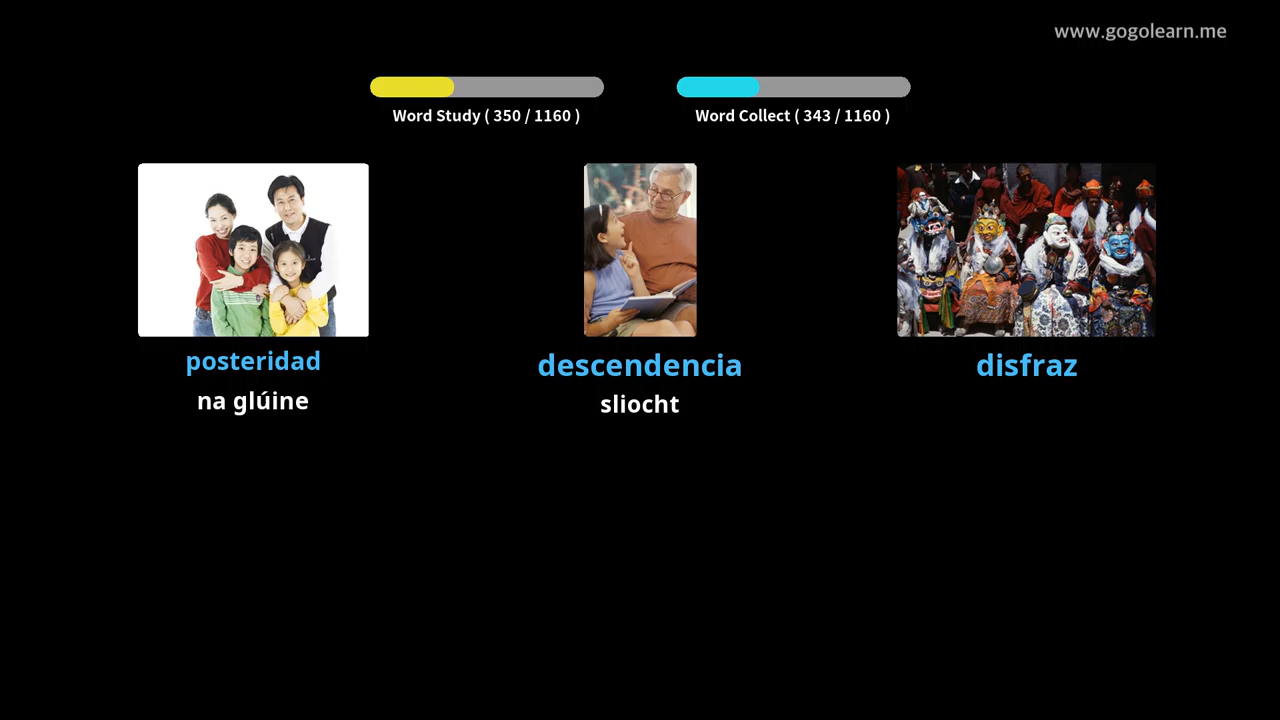 www.gogolearn.me
Word Study ( 350 / 1160 )
Word Collect ( 343 / 1160 )
posteridad
na glúine
descendencia
sliocht
disfraz